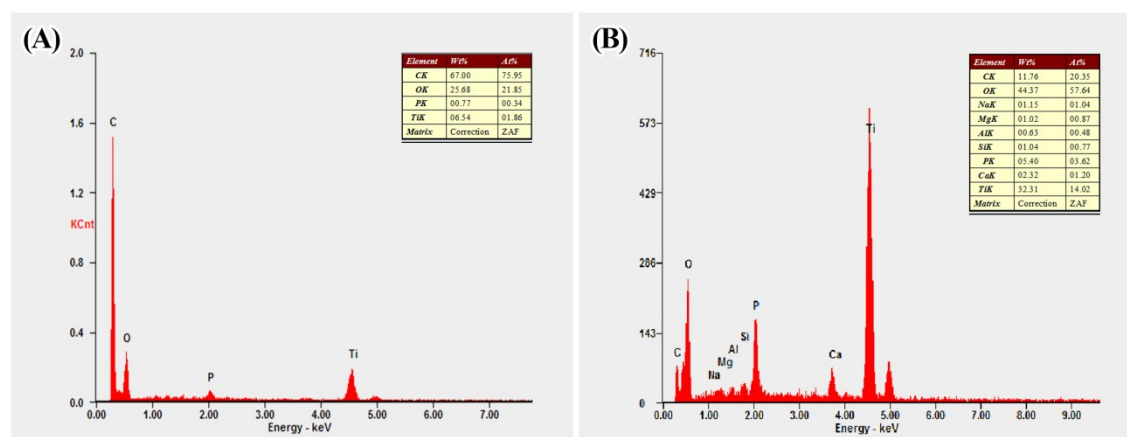 (A)
2.0
1.6
1.2
KCnt
0.8
0.4
0.0
C
O
P
Ti
Element Wt% At%
CK 67.00 75.95
OK 25.68 21.85
PK 00.77 00.34
TiK 06.54 01.86
Matrix Correction ZAF
0.00 1.00 2.00 3.00 4.00 5.00 6.00 7.00
Energy - keV
(B)
716
573
429
286
143
0
C
O
Na
Mg
Al
Si
P
Ca
Ti
Element Wt% At%
CK 11.76 20.35
OK 44.37 57.64
NaK 01.15 01.04
MgK 01.02 00.87
AlK 00.63 00.48
SiK 01.04 00.77
PK 05.40 03.62
CaK 02.32 01.20
TiK 32.31 14.02
Matrix Correction ZAF
0.00 1.00 2.00 3.00 4.00 5.00 6.00 7.00 8.00 9.00
Energy - keV